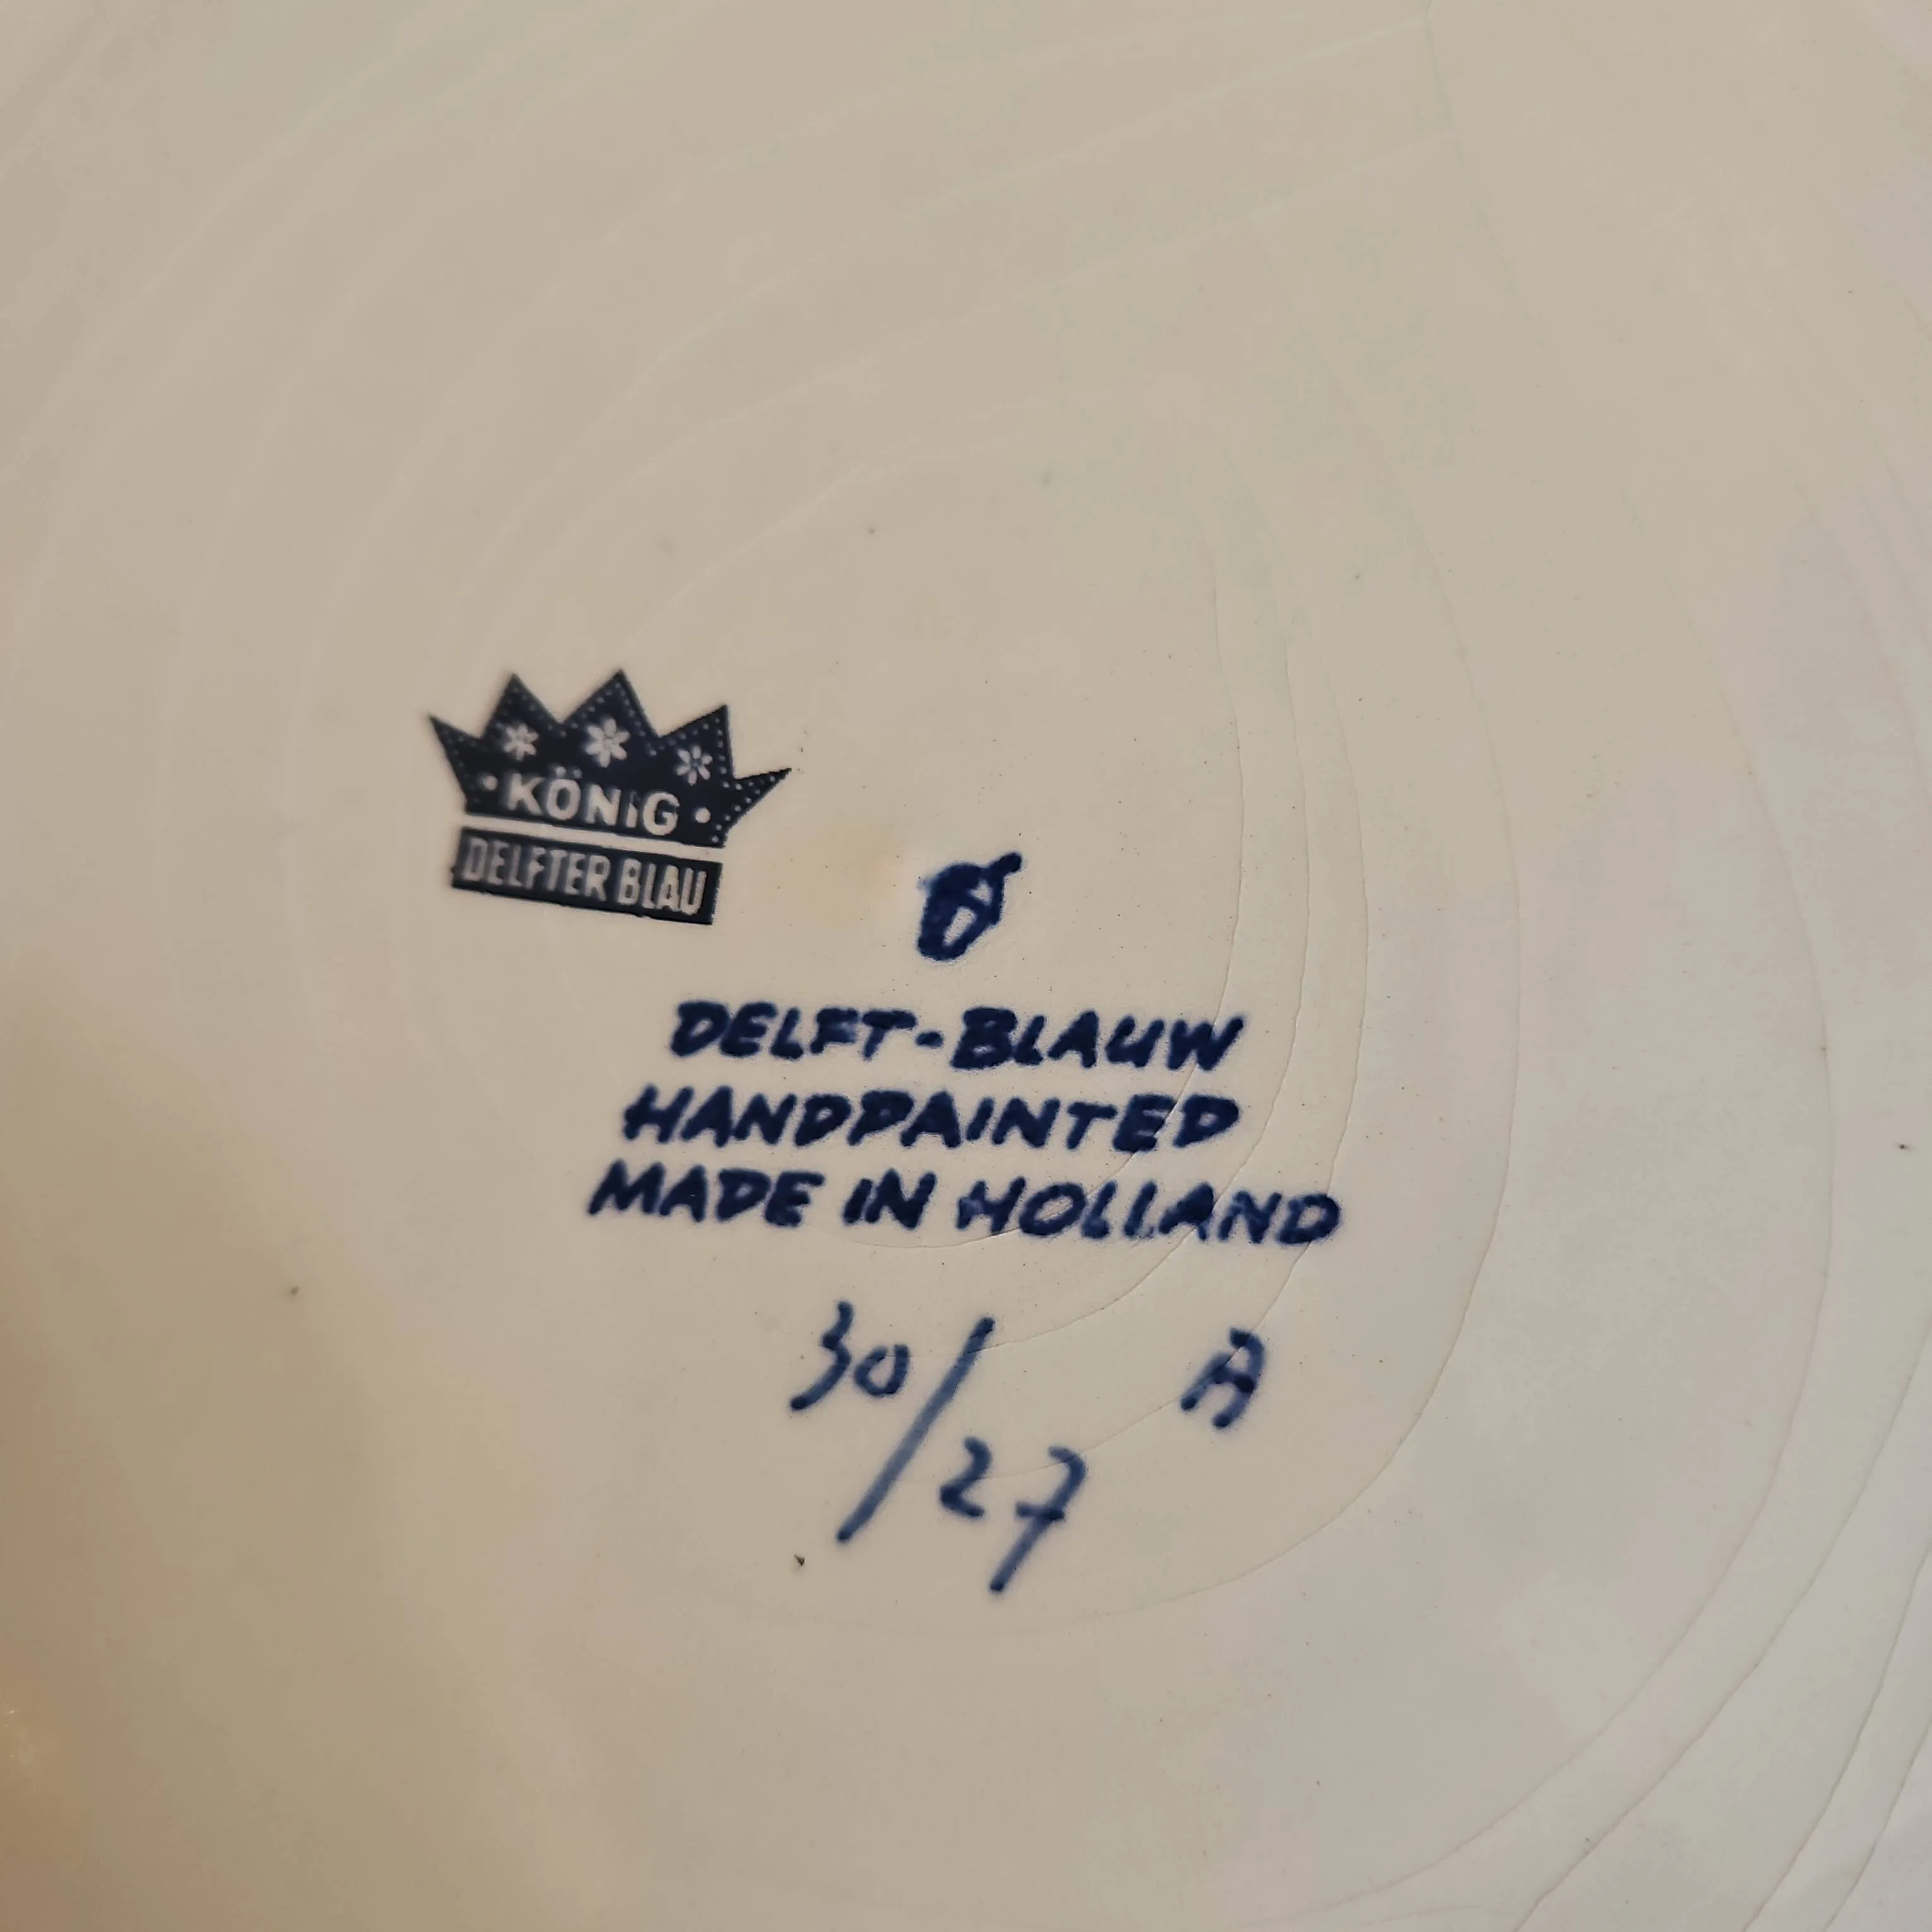 • KÖNiG •
DELFTER BLAU
DELFT-BLAUW
HANDPAINTED
MADE IN HOLLAND
30/27 A